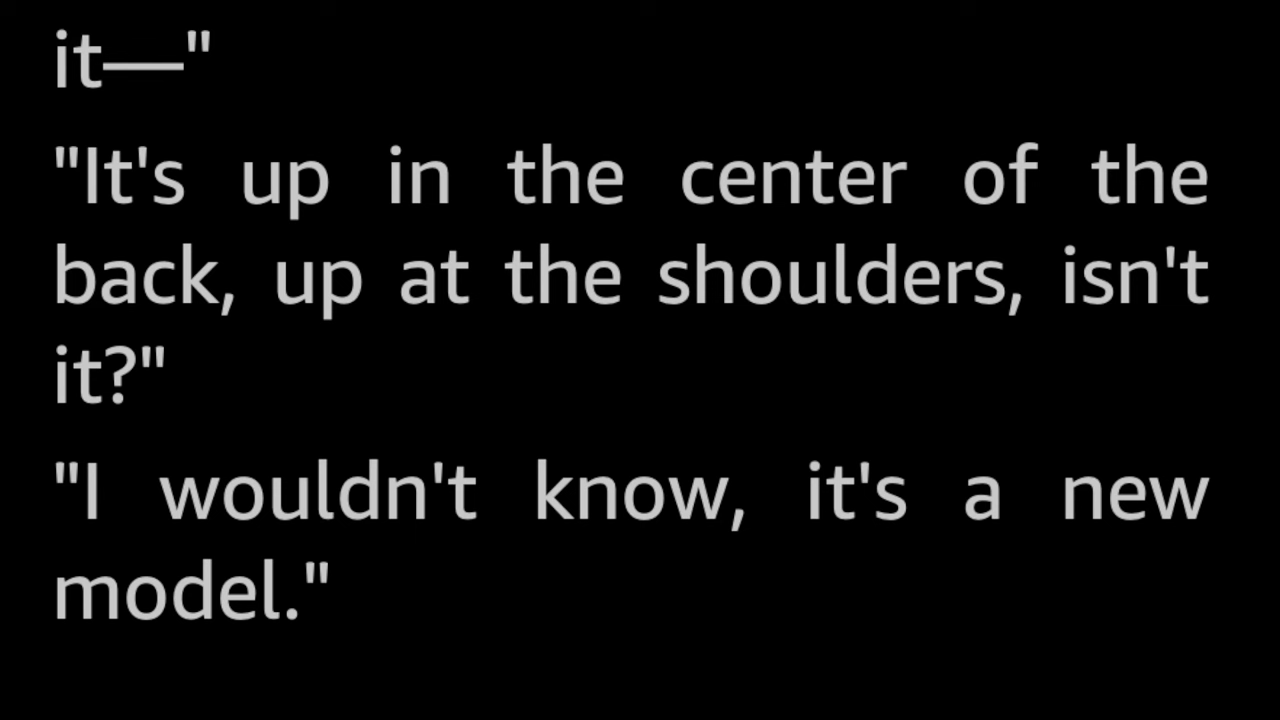 it—"
"It's up in the center of the
back, up at the shoulders, isn't
it?"
"I wouldn't know, it's a new
model."